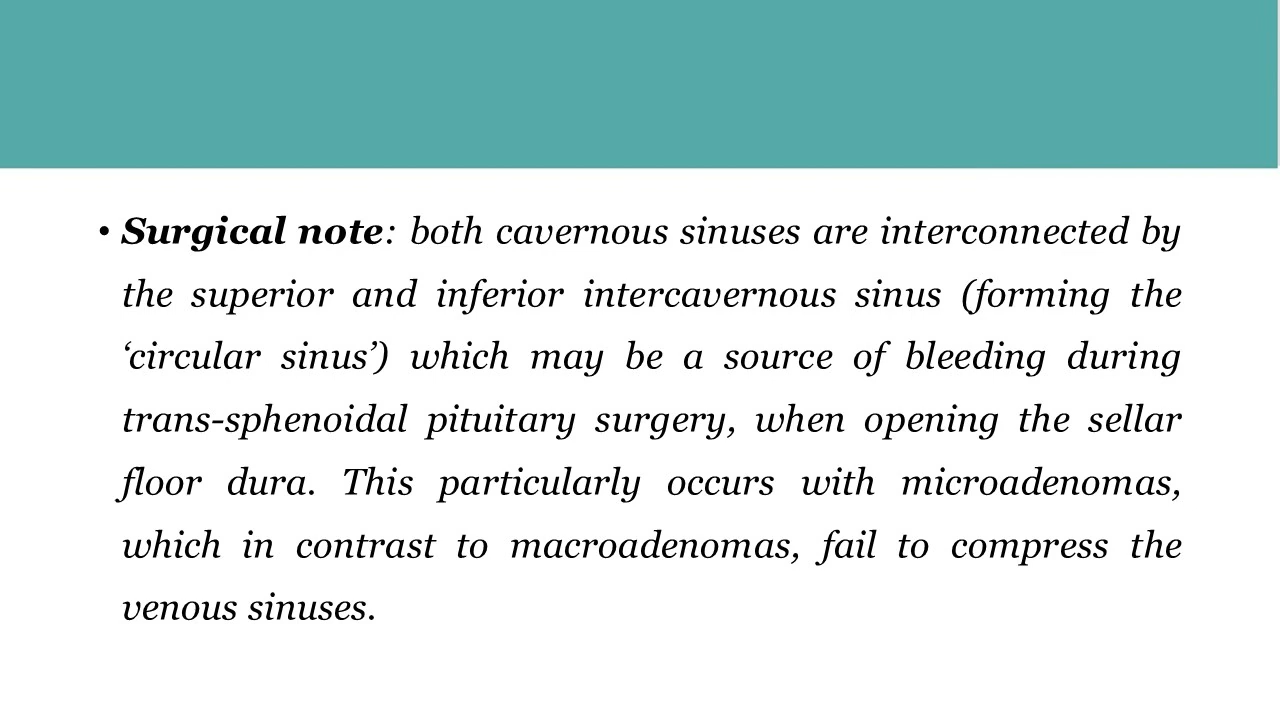 • Surgical note: both cavernous sinuses are interconnected by
the superior and inferior intercavernous sinus (forming the
‘circular sinus’) which may be a source of bleeding during
trans-sphenoidal pituitary surgery, when opening the sellar
floor dura. This particularly occurs with microadenomas,
which in contrast to macroadenomas, fail to compress the
venous sinuses.